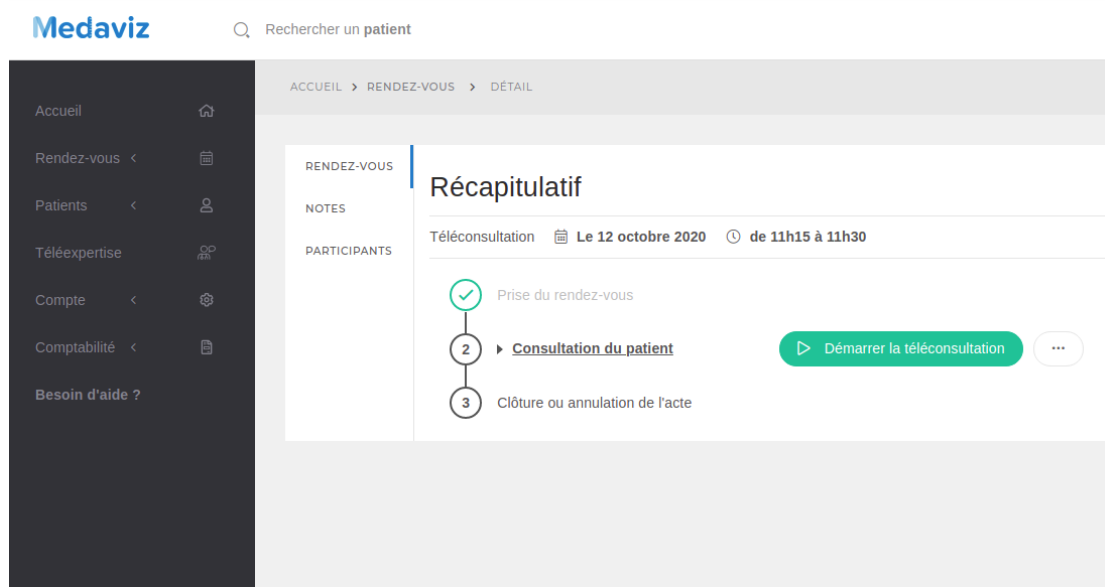 Medaviz
Rechercher un patient
ACCUEIL > RENDEZ-VOUS > DÉTAIL
Accueil
Rendez-vous <
Patients <
Téléexpertise
Compte <
Comptabilité <
Besoin d'aide ?
RENDEZ-VOUS
NOTES
PARTICIPANTS
Récapitulatif
Téléconsultation Le 12 octobre 2020 de 11h15 à 11h30
Prise du rendez-vous
2 Consultation du patient Démarrer la téléconsultation ...
3 Clôture ou annulation de l'acte